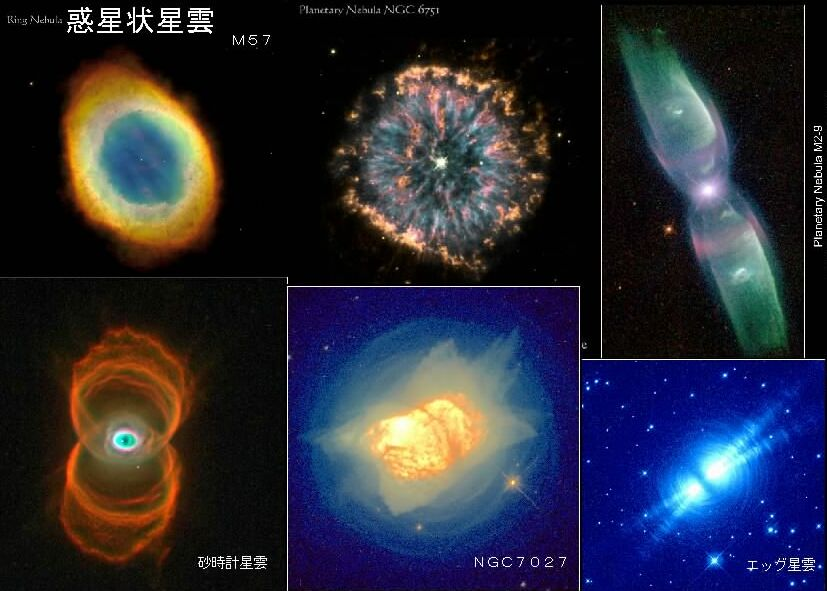 Ring Nebula 惑星状星雲
M57
Planetary Nebula NGC 6751
Planetary Nebula M2-9
e
砂時計星雲
NGC7027
エッグ星雲